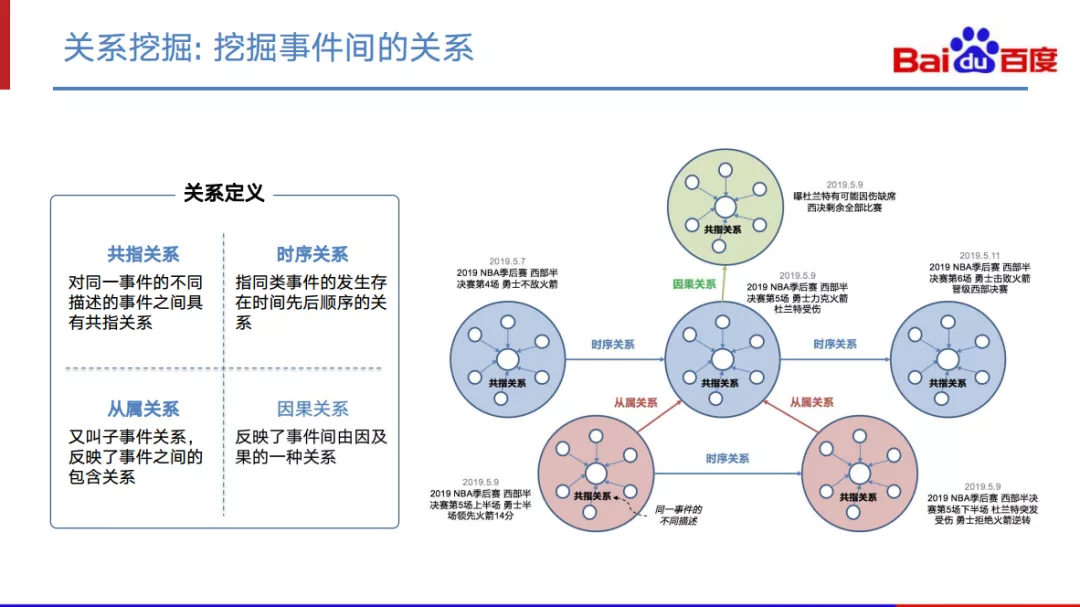 关系挖掘: 挖掘事件间的关系
Bai du 百度
关系定义
共指关系
对同一事件的不同
描述的事件之间具
有共指关系
时序关系
指同类事件的发生存
在时间先后顺序的关
系
从属关系
又叫子事件关系，
反映了事件之间的
包含关系
因果关系
反映了事件间由因及
果的一种关系
共指关系
2019.5.9
曝杜兰特有可能因伤缺席
西决剩余全部比赛
因果关系
2019.5.7
2019 NBA季后赛 西部半
决赛第4场 勇士不敌火箭
共指关系
时序关系
2019.5.9
2019 NBA季后赛 西部半
决赛第5场 勇士力克火箭
杜兰特受伤
共指关系
时序关系
2019.5.11
2019 NBA季后赛 西部半
决赛第6场 勇士击败火箭
晋级西部决赛
共指关系
从属关系
从属关系
2019.5.9
2019 NBA季后赛 西部半
决赛第5场上半场 勇士半
场领先火箭14分
共指关系
同一事件的
不同描述
时序关系
共指关系
2019.5.9
2019 NBA季后赛 西部半决
赛第5场下半场 杜兰特突发
受伤 勇士拒绝火箭逆转